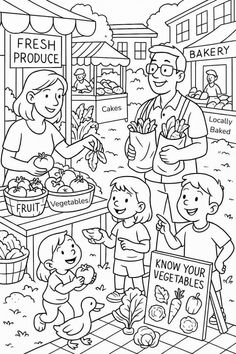 FRESH
PRODUCE
BAKERY
Cakes
Locally
Baked
FRUIT
Vegetables
KNOW YOUR
VEGETABLES